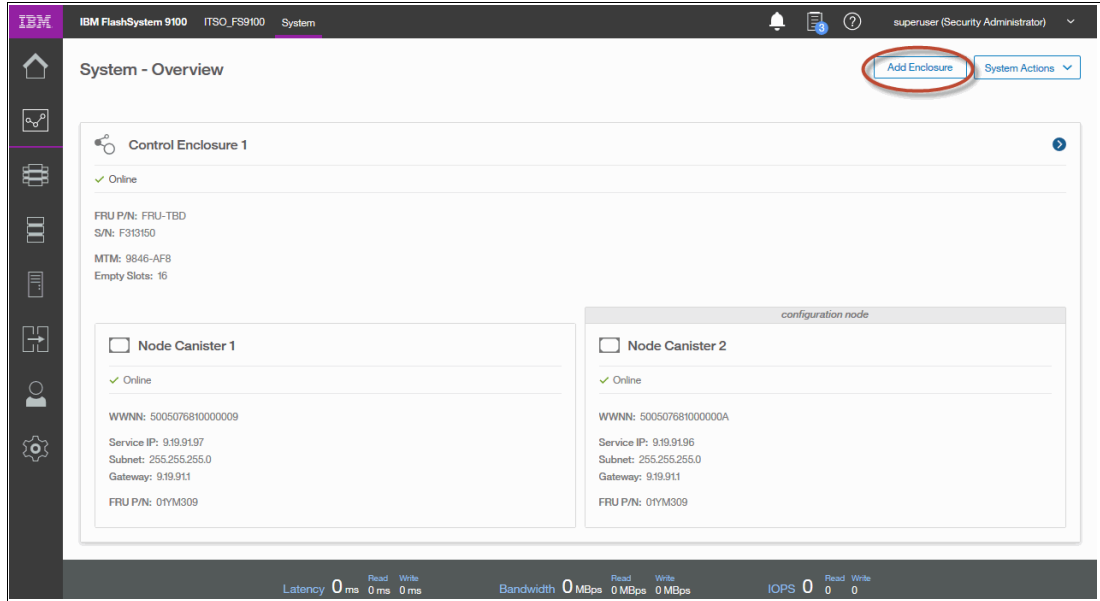 IBM
IBM FlashSystem 9100 ITSO_FS9100 System
3
?
superuser (Security Administrator)
System - Overview
Add Enclosure
System Actions
Control Enclosure 1
Online
FRU P/N: FRU-TBD
S/N: F313150
MTM: 9846-AF8
Empty Slots: 16
Node Canister 1
Online
WWNN: 5005076810000009
Service IP: 9.19.91.97
Subnet: 255.255.255.0
Gateway: 9.19.91.1
FRU P/N: 01YM309
configuration node
Node Canister 2
Online
WWNN: 500507681000000A
Service IP: 9.19.91.96
Subnet: 255.255.255.0
Gateway: 9.19.91.1
FRU P/N: 01YM309
Latency 0 ms Read 0 ms Write 0 ms
Bandwidth 0 MBps Read 0 MBps Write 0 MBps
IOPS 0 Read 0 Write 0